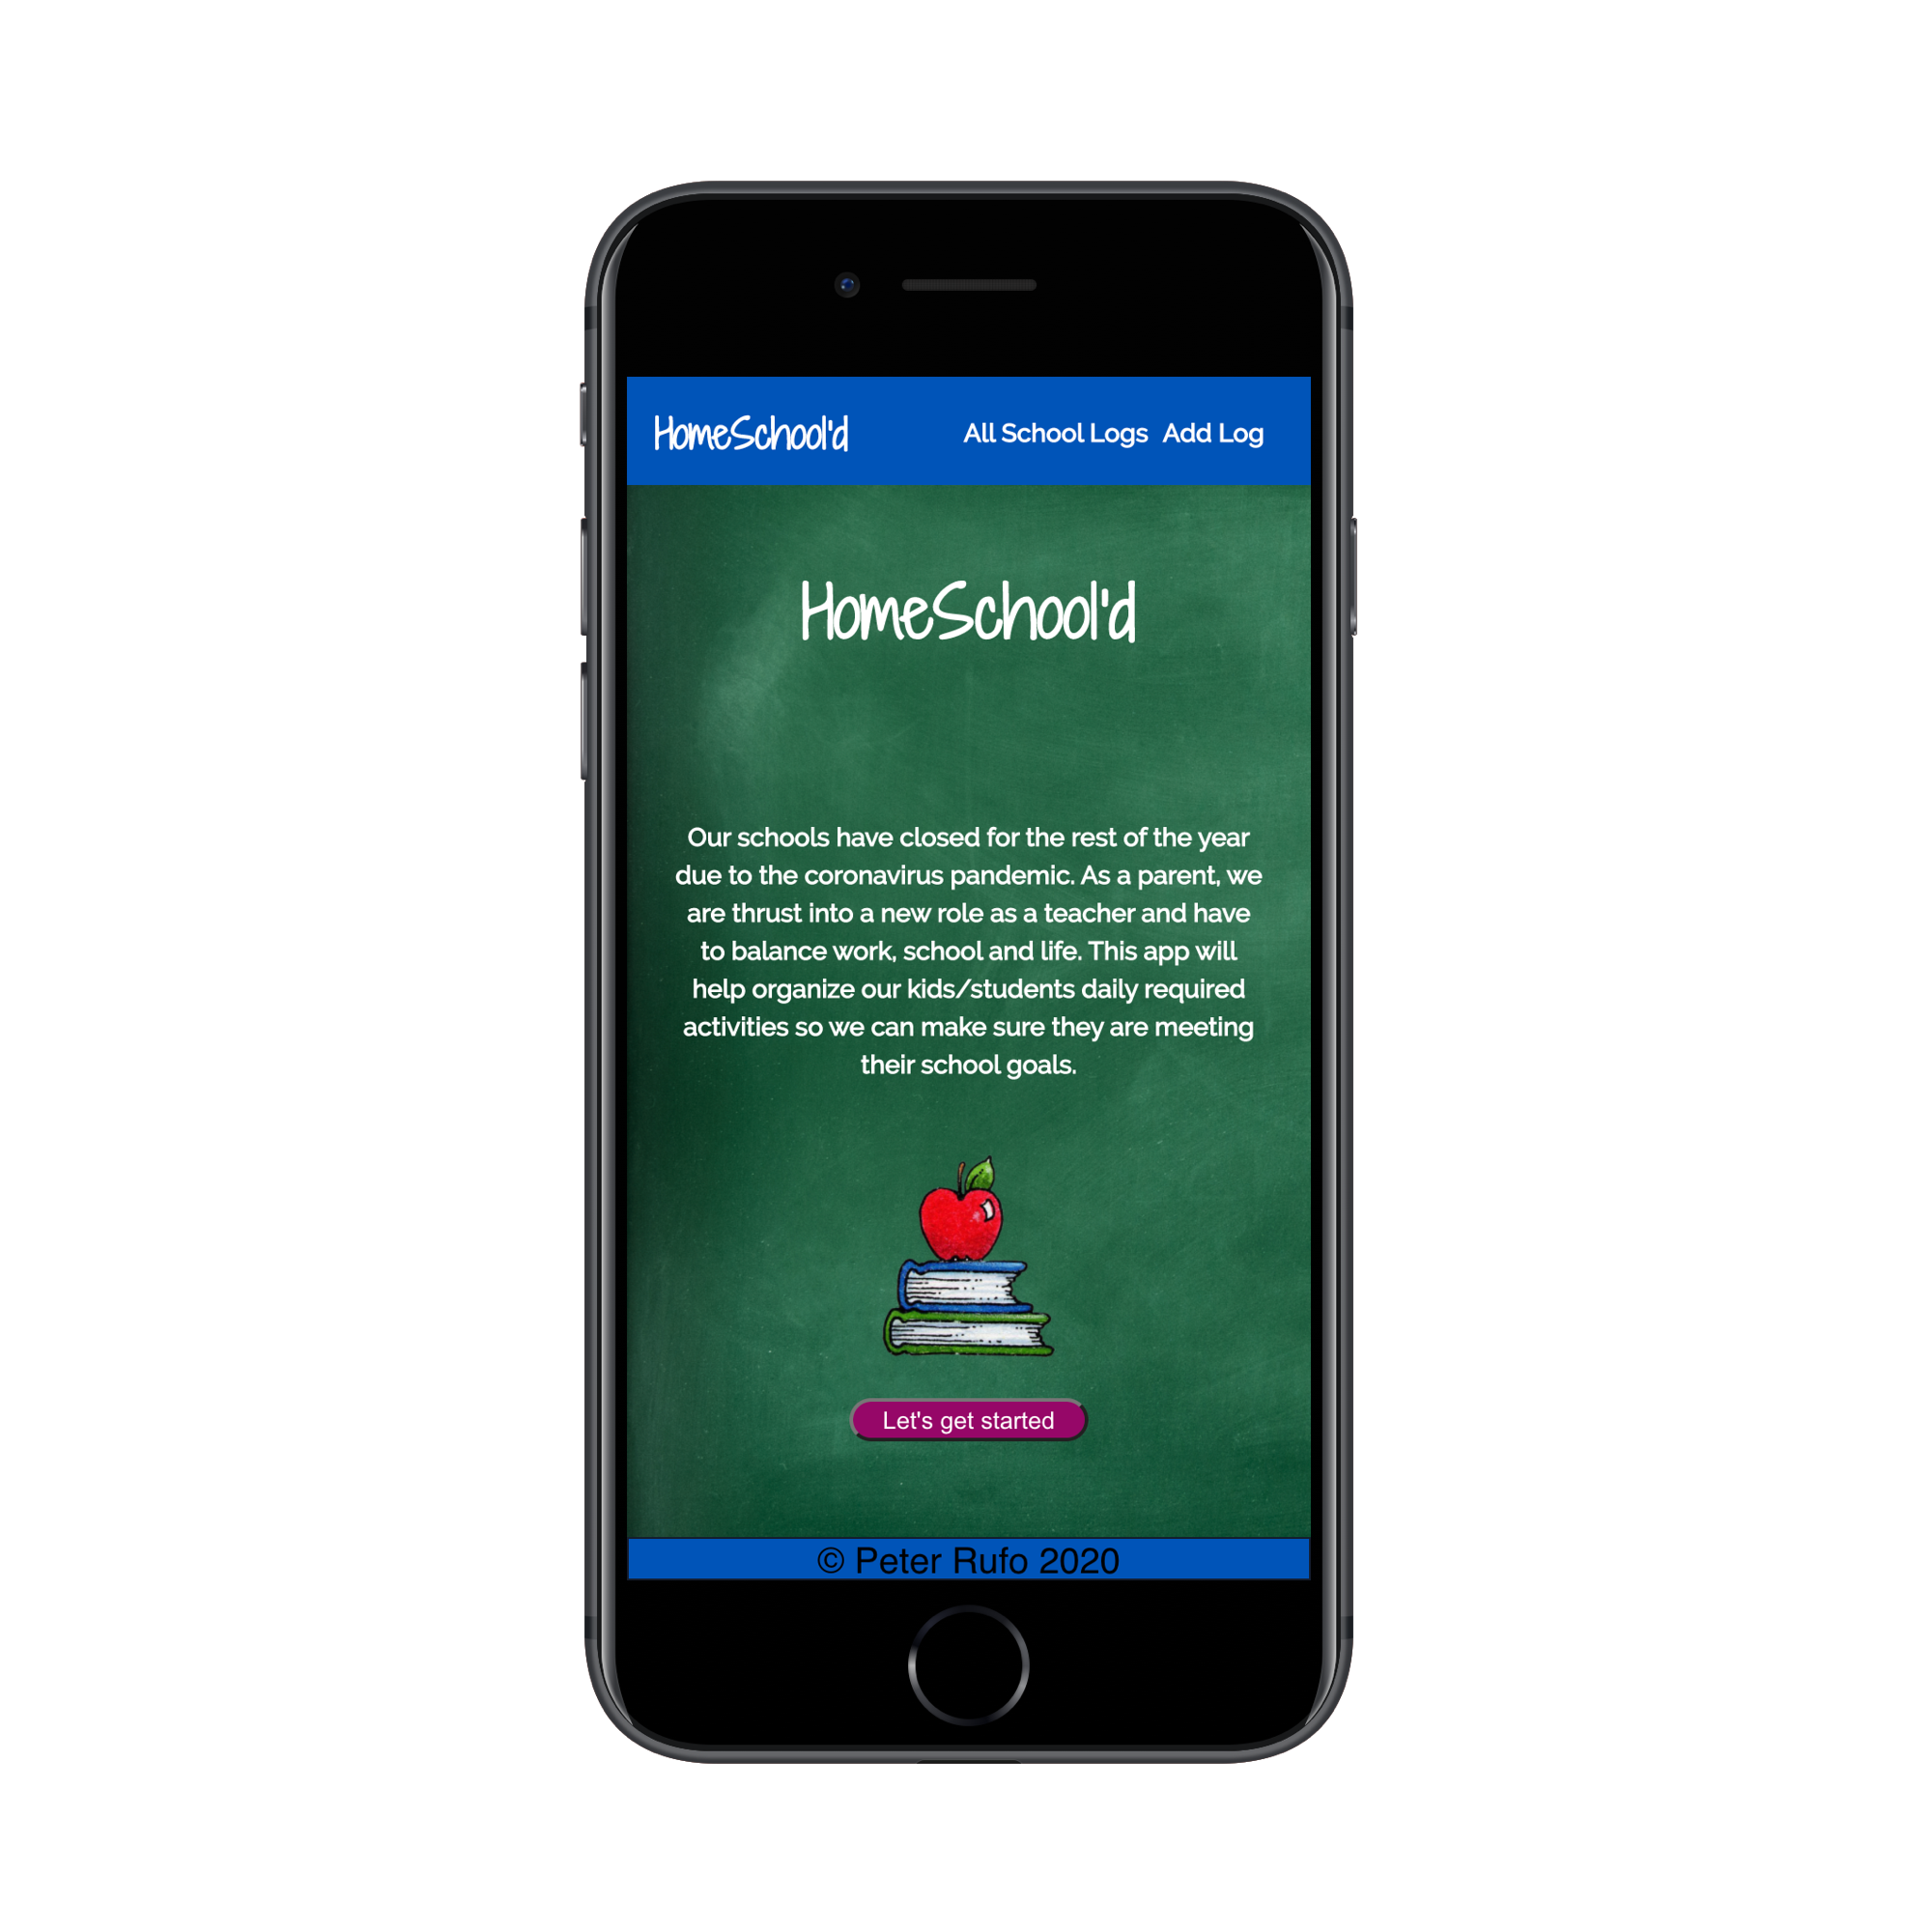 HomeSchool'd All School Logs Add Log
HomeSchool'd
Our schools have closed for the rest of the year
due to the coronavirus pandemic. As a parent, we
are thrust into a new role as a teacher and have
to balance work, school and life. This app will
help organize our kids/students daily required
activities so we can make sure they are meeting
their school goals.
Let's get started
© Peter Rufo 2020